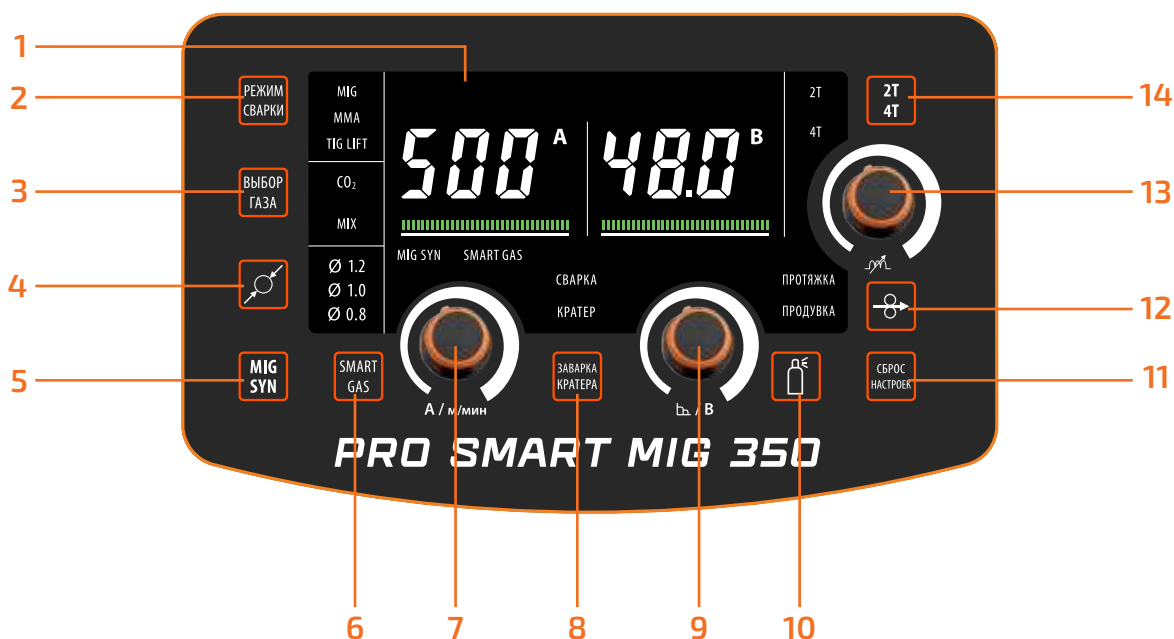 1
2
3
4
5
РЕЖИМ
СВАРКИ
ВЫБОР
ГАЗА
MIG
SYN
MIG
MMA
TIG LIFT
CO₂
MIX
Ø 1.2
Ø 1.0
Ø 0.8
500 A
48.0 В
MIG SYN SMART GAS
СВАРКА
КРАТЕР
2T
4T
ПРОТЯЖКА
ПРОДУВКА
2T
4T
SMART
GAS
А / м/мин
ЗАВАРКА
КРАТЕРА
/ В
СБРОС
НАСТРОЕК
PRO SMART MIG 350
14
13
12
11
6
7
8
9
10